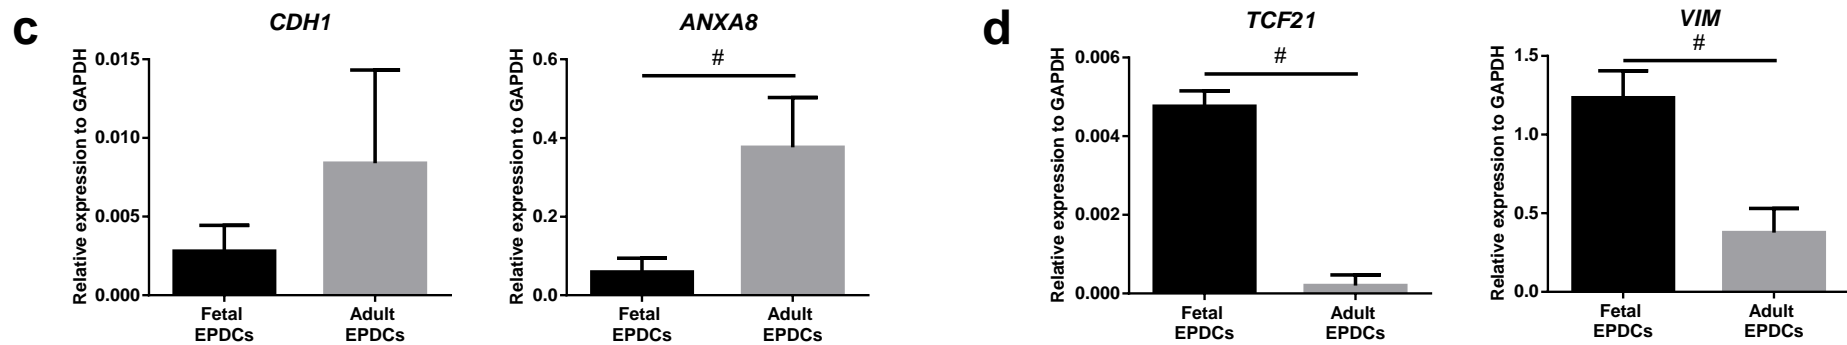 c
CDH1
Relative expression to GAPDH
0.015
0.010
0.005
0.000
Fetal
EPDCs
Adult
EPDCs
ANXA8
#
Relative expression to GAPDH
0.6
0.4
0.2
0.0
Fetal
EPDCs
Adult
EPDCs
d
TCF21
#
Relative expression to GAPDH
0.006
0.004
0.002
0.000
Fetal
EPDCs
Adult
EPDCs
VIM
#
Relative expression to GAPDH
1.5
1.0
0.5
0.0
Fetal
EPDCs
Adult
EPDCs